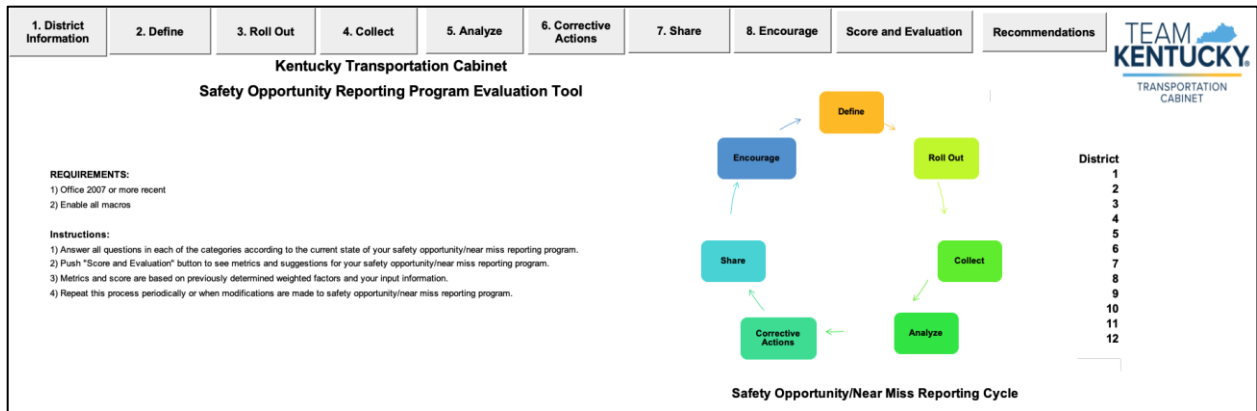 1. District
Information
2. Define
3. Roll Out
4. Collect
5. Analyze
6. Corrective
Actions
7. Share
8. Encourage
Score and Evaluation
Recommendations
TEAM
KENTUCKY®
TRANSPORTATION
CABINET
Kentucky Transportation Cabinet
Safety Opportunity Reporting Program Evaluation Tool
REQUIREMENTS:
1) Office 2007 or more recent
2) Enable all macros
Instructions:
1) Answer all questions in each of the categories according to the current state of your safety opportunity/near miss reporting program.
2) Push "Score and Evaluation" button to see metrics and suggestions for your safety opportunity/near miss reporting program.
3) Metrics and score are based on previously determined weighted factors and your input information.
4) Repeat this process periodically or when modifications are made to safety opportunity/near miss reporting program.
Define
Roll Out
Collect
Analyze
Corrective
Actions
Share
Encourage
Safety Opportunity/Near Miss Reporting Cycle
District
1
2
3
4
5
6
7
8
9
10
11
12